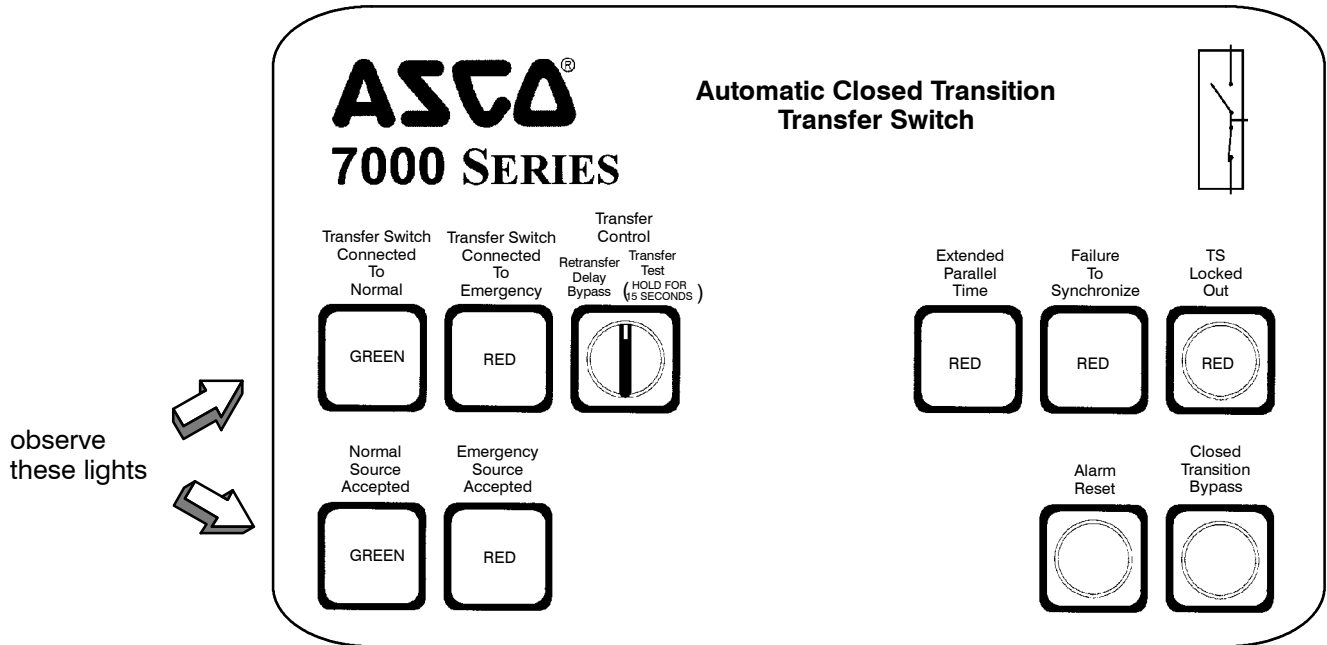 ASCO®
7000 SERIES
Automatic Closed Transition
Transfer Switch
Transfer Switch
Connected
To
Normal
GREEN
Transfer Switch
Connected
To
Emergency
RED
Transfer
Control
Retransfer
Delay
Bypass
Transfer
Test
(HOLD FOR
15 SECONDS)
Extended
Parallel
Time
RED
Failure
To
Synchronize
RED
TS
Locked
Out
RED
observe
these lights
Normal
Source
Accepted
GREEN
Emergency
Source
Accepted
RED
Alarm
Reset
Closed
Transition
Bypass